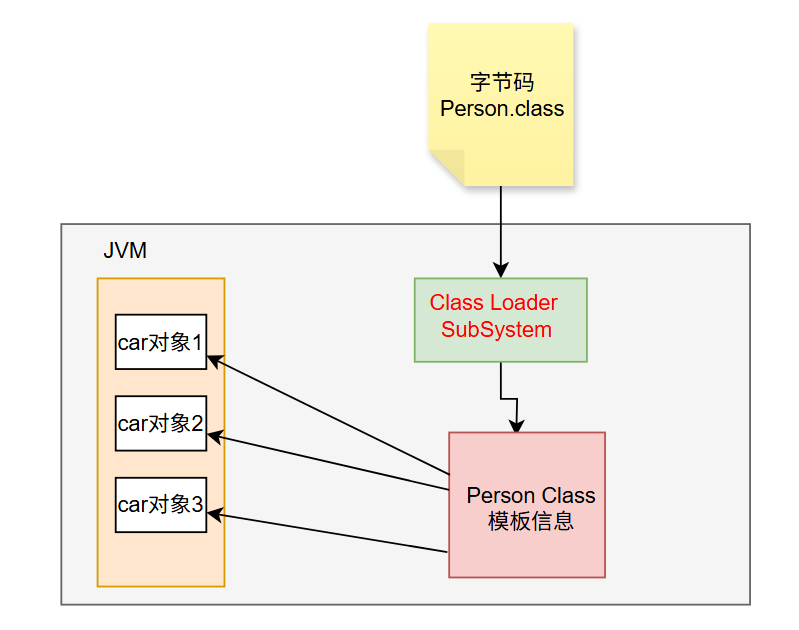 字节码
Person.class
JVM
Class Loader
SubSystem
car对象1
car对象2
car对象3
Person Class
模板信息